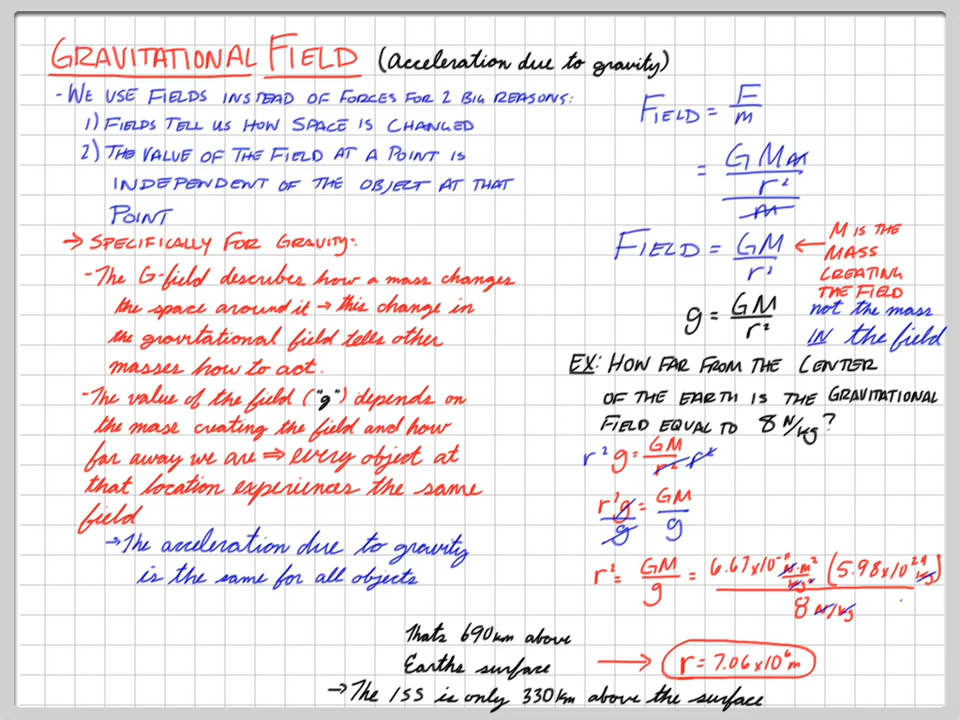 GRAVITATIONAL FIELD (Acceleration due to gravity)
- WE USE FIELDS INSTEAD OF FORCES FOR 2 BIG REASONS:
1) FIELDS TELL US HOW SPACE IS CHANGED
2) THE VALUE OF THE FIELD AT A POINT IS
INDEPENDENT OF THE OBJECT AT THAT
POINT
→ SPECIFICALLY FOR GRAVITY:
- The G-field describes how a mass changes
the space around it → this change in
the gravitational field tells other
masses how to act.
- The value of the field ("g") depends on
the mass creating the field and how
far away we are ⇒ every object at
that location experiences the same
field
→ The acceleration due to gravity
is the same for all objects
FIELD = F/m
= (G M m / r²) / m
FIELD = GM/r² ← M IS THE
MASS
CREATING
THE FIELD
not the mass
IN the field
g = GM/r²
EX: HOW FAR FROM THE CENTER
OF THE EARTH IS THE GRAVITATIONAL
FIELD EQUAL TO 8 N/kg?
r² g = GM/r² r²
r² g / g = GM / g
r² = GM/g = 6.67x10⁻¹¹ N·m²/kg² (5.98x10²⁴ kg) / 8 N/kg
→ r = 7.06x10⁶ m
Thats 690km above
Earths surface
→ The ISS is only 330km above the surface